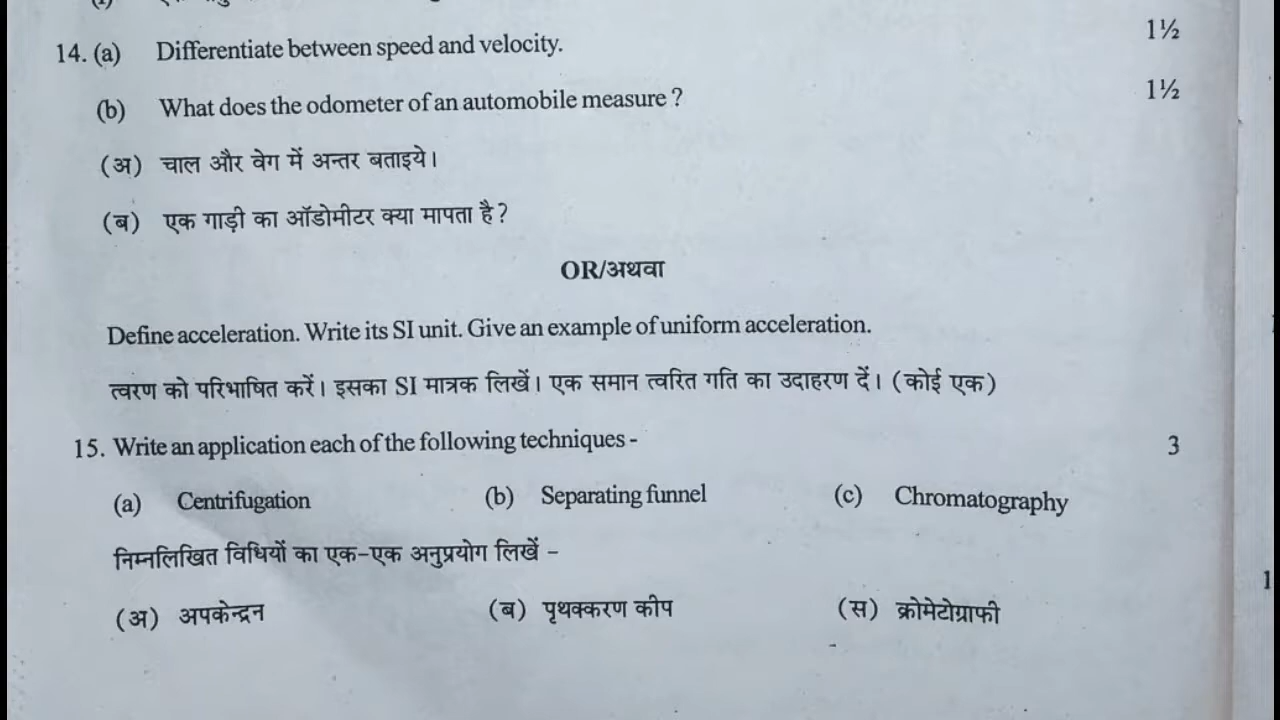 14. (a) Differentiate between speed and velocity. 1½
(b) What does the odometer of an automobile measure ? 1½
(अ) चाल और वेग में अन्तर बताइये।
(ब) एक गाड़ी का ऑडोमीटर क्या मापता है ?
OR/अथवा
Define acceleration. Write its SI unit. Give an example of uniform acceleration.
त्वरण को परिभाषित करें। इसका SI मात्रक लिखें। एक समान त्वरित गति का उदाहरण दें। (कोई एक)
15. Write an application each of the following techniques - 3
(a) Centrifugation (b) Separating funnel (c) Chromatography
निम्नलिखित विधियों का एक-एक अनुप्रयोग लिखें -
(अ) अपकेन्द्रन (ब) पृथक्करण कीप (स) क्रोमेटोग्राफी